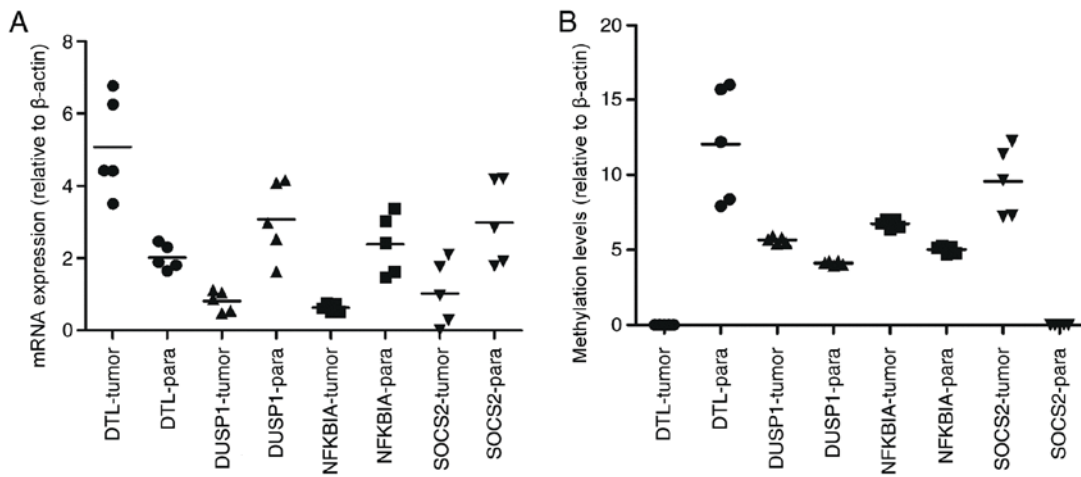 A
mRNA expression (relative to β-actin)
8
6
4
2
0
DTL-tumor
DTL-para
DUSP1-tumor
DUSP1-para
NFKBIA-tumor
NFKBIA-para
SOCS2-tumor
SOCS2-para
B
Methylation levels (relative to β-actin)
20
15
10
5
0
DTL-tumor
DTL-para
DUSP1-tumor
DUSP1-para
NFKBIA-tumor
NFKBIA-para
SOCS2-tumor
SOCS2-para